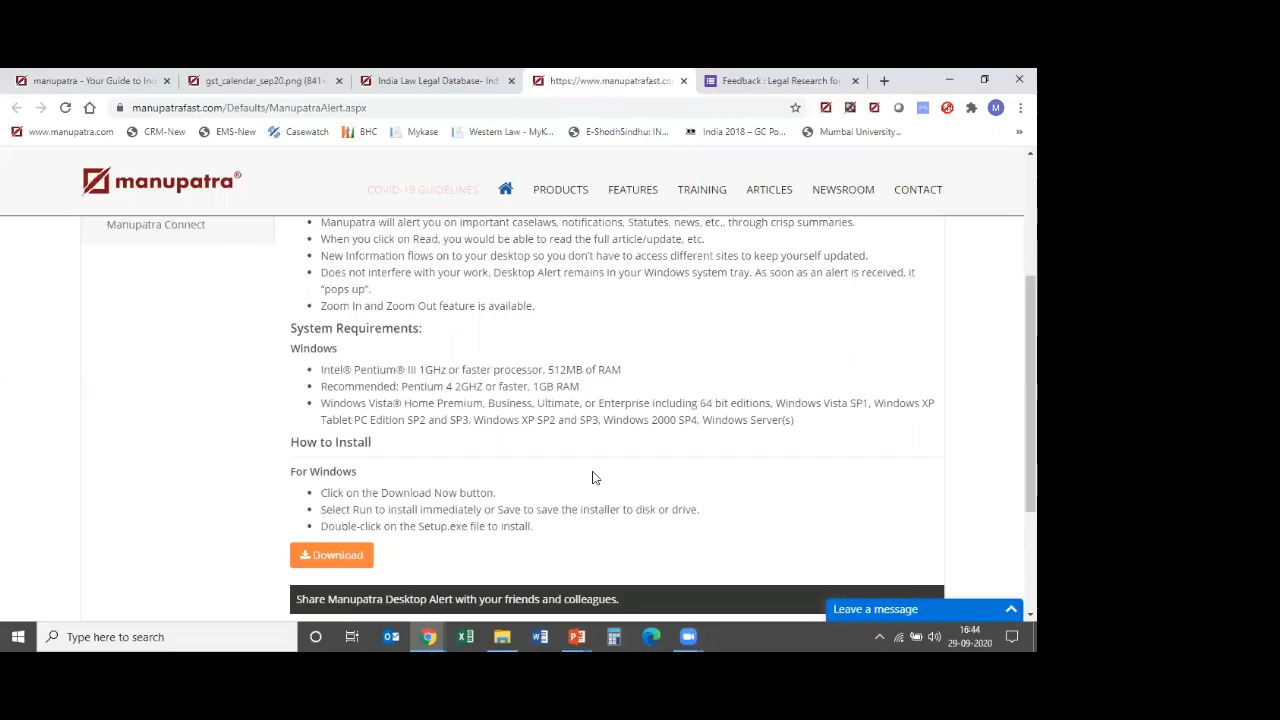 manupatra - Your Guide to Ind
gst_calendar_sep20.png (841×
India Law Legal Database- Ind
https://www.manupatrafast.co
Feedback : Legal Research for
manupatrafast.com/Defaults/ManupatraAlert.aspx
M
www.manupatra.com
CRM-New
EMS-New
Casewatch
BHC
Mykase
Western Law - MyK...
E-ShodhSindhu: IN...
India 2018 – GC Po...
Mumbai University...
»
manupatra®
COVID-19 GUIDELINES
PRODUCTS
FEATURES
TRAINING
ARTICLES
NEWSROOM
CONTACT
Manupatra Connect
• Manupatra will alert you on important caselaws, notifications, Statutes, news, etc., through crisp summaries.
• When you click on Read, you would be able to read the full article/update, etc.
• New Information flows on to your desktop so you don't have to access different sites to keep yourself updated.
• Does not interfere with your work. Desktop Alert remains in your Windows system tray. As soon as an alert is received, it
"pops up".
• Zoom In and Zoom Out feature is available.
System Requirements:
Windows
• Intel® Pentium® III 1GHz or faster processor, 512MB of RAM
• Recommended: Pentium 4 2GHZ or faster, 1GB RAM
• Windows Vista® Home Premium, Business, Ultimate, or Enterprise including 64 bit editions, Windows Vista SP1, Windows XP
Tablet PC Edition SP2 and SP3, Windows XP SP2 and SP3, Windows 2000 SP4, Windows Server(s)
How to Install
For Windows
• Click on the Download Now button.
• Select Run to install immediately or Save to save the installer to disk or drive.
• Double-click on the Setup.exe file to install.
Download
Share Manupatra Desktop Alert with your friends and colleagues.
Leave a message
Type here to search
16:44
29-09-2020